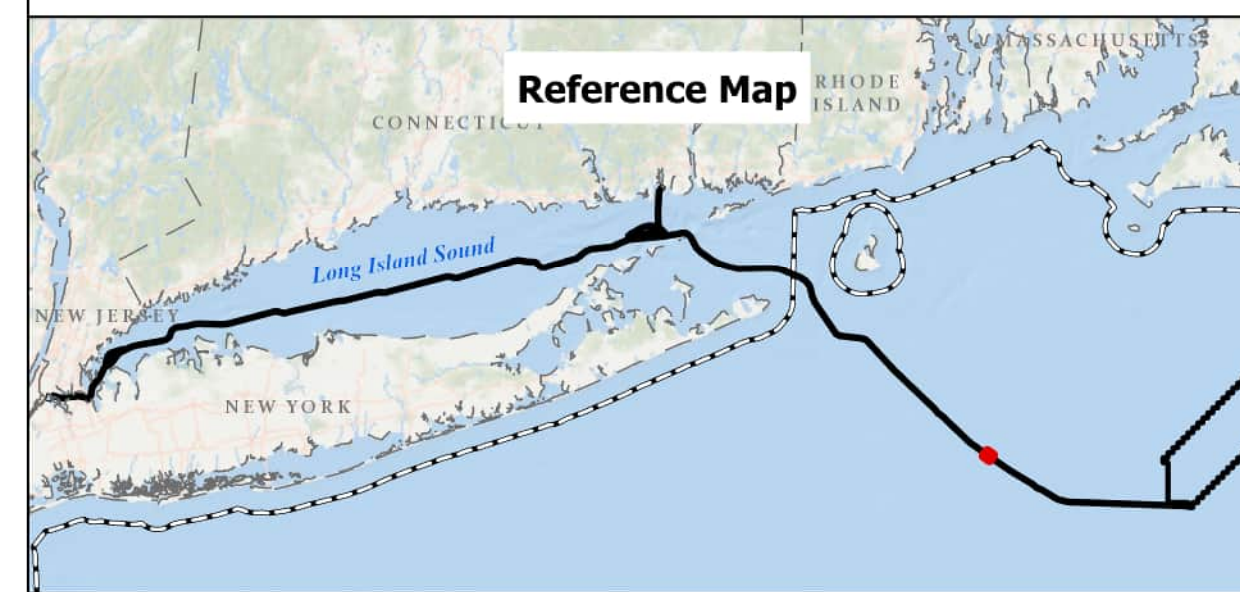 MASSACHUSETTS
Reference Map
RHODE
ISLAND
CONNECTICUT
Long Island Sound
NEW JERSEY
NEW YORK